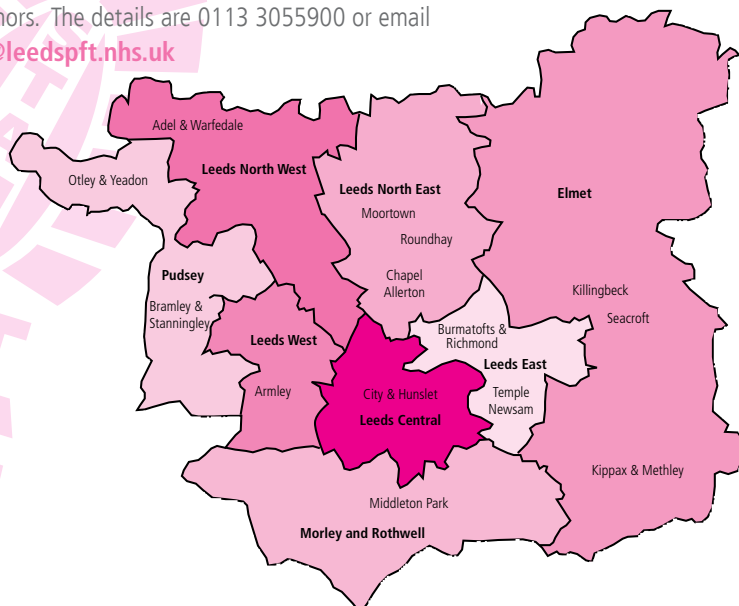 nors. The details are 0113 3055900 or email
@leedspft.nhs.uk
Adel & Warfedale
Otley & Yeadon
Leeds North West
Leeds North East
Moortown
Roundhay
Chapel
Allerton
Elmet
Killingbeck
Seacroft
Pudsey
Bramley &
Stanningley
Leeds West
Armley
Burmatofts &
Richmond
Leeds East
Temple
Newsam
City & Hunslet
Leeds Central
Kippax & Methley
Middleton Park
Morley and Rothwell